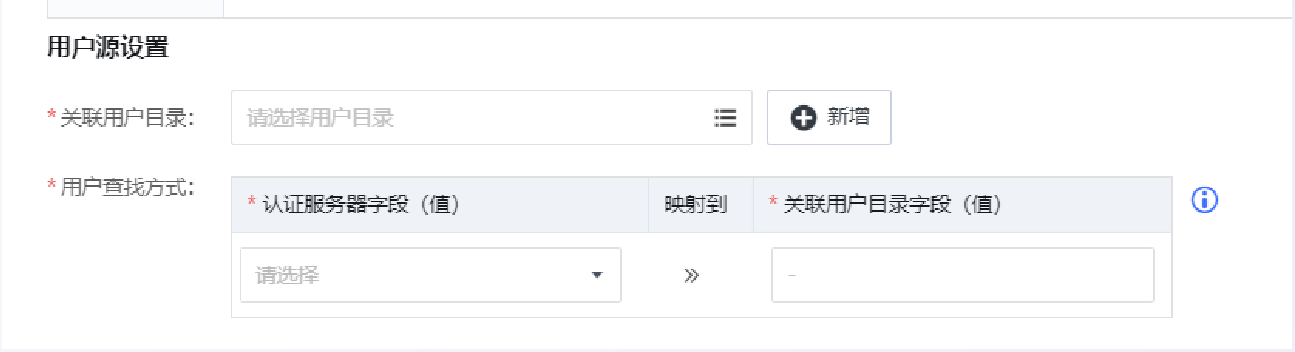 用户源设置
* 关联用户目录: 请选择用户目录 新增
* 用户查找方式: * 认证服务器字段（值） 映射到 * 关联用户目录字段（值）
请选择 » -